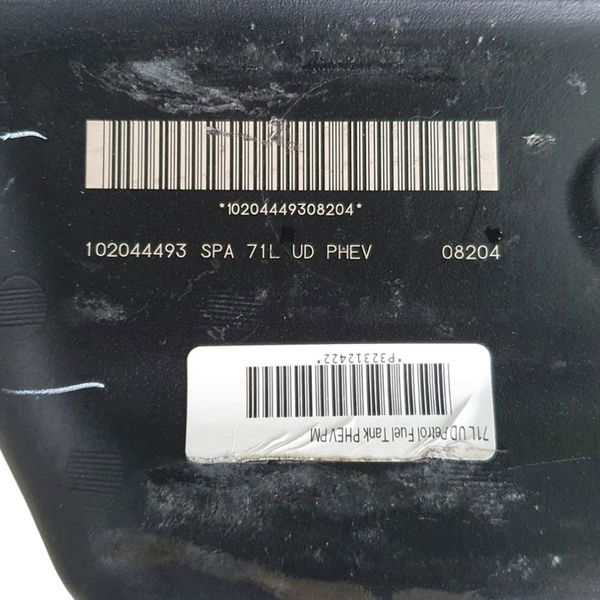 *10204449308204*
102044493 SPA 71L UD PHEV 08204
*P32312422*
71L UD Petrol Fuel Tank PHEV PM